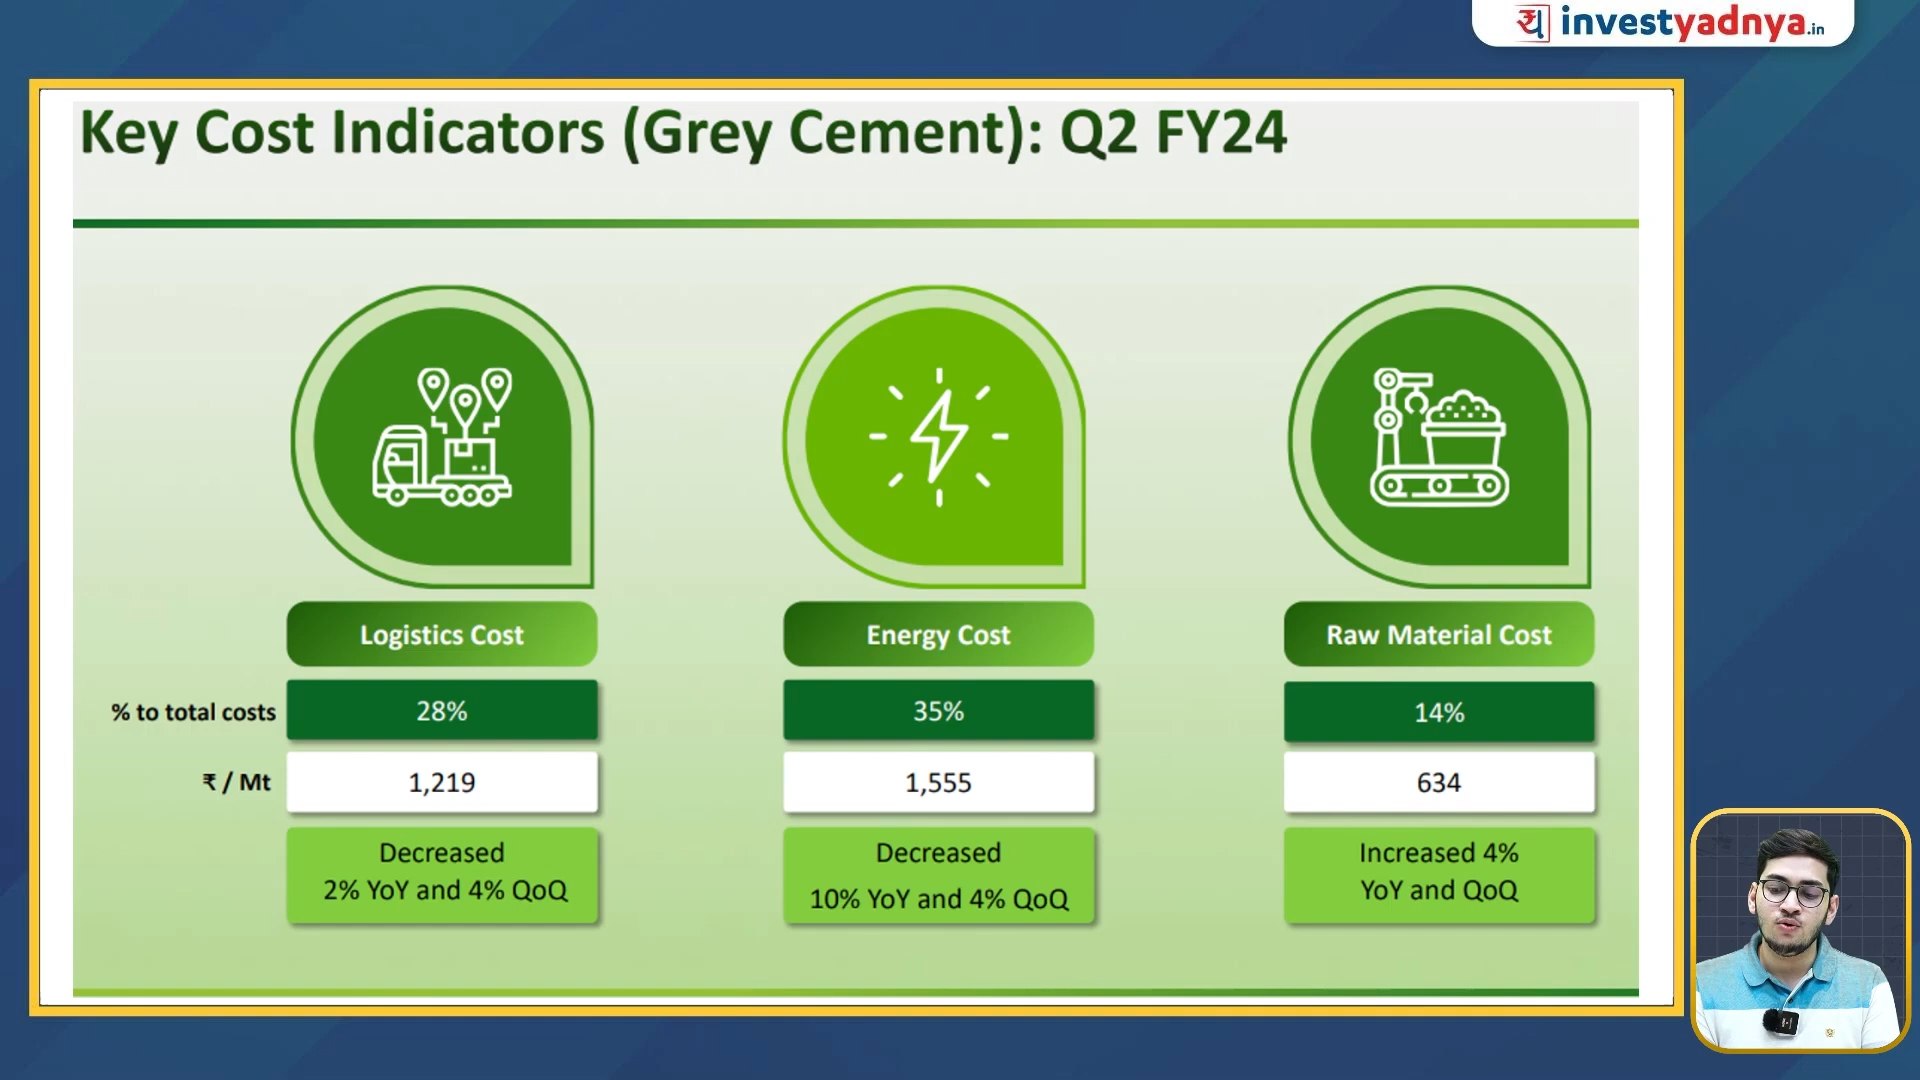 य investyadnya.in
Key Cost Indicators (Grey Cement): Q2 FY24
Logistics Cost
Energy Cost
Raw Material Cost
% to total costs
28%
35%
14%
₹ / Mt
1,219
1,555
634
Decreased
2% YoY and 4% QoQ
Decreased
10% YoY and 4% QoQ
Increased 4%
YoY and QoQ